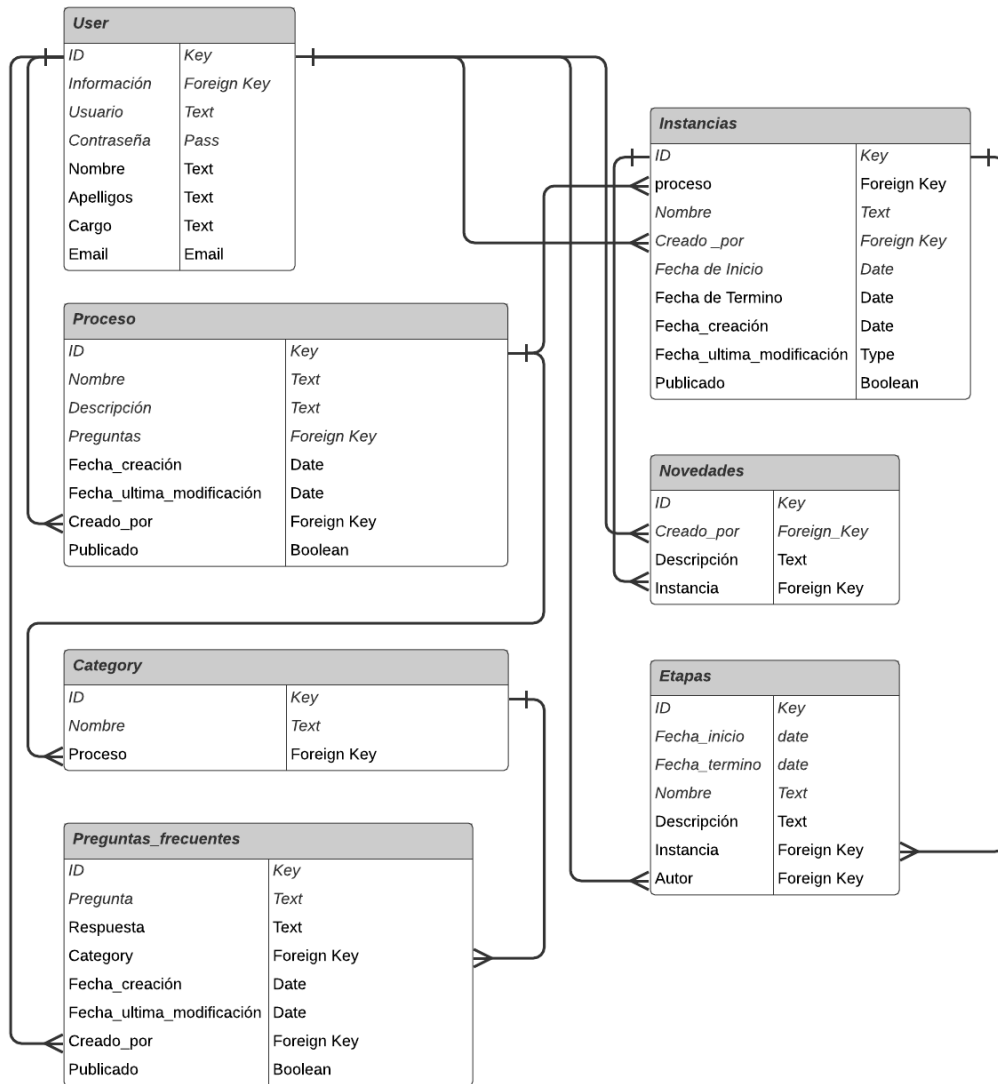 User
ID Key
Información Foreign Key
Usuario Text
Contraseña Pass
Nombre Text
Apelligos Text
Cargo Text
Email Email
Proceso
ID Key
Nombre Text
Descripción Text
Preguntas Foreign Key
Fecha_creación Date
Fecha_ultima_modificación Date
Creado_por Foreign Key
Publicado Boolean
Category
ID Key
Nombre Text
Proceso Foreign Key
Preguntas_frecuentes
ID Key
Pregunta Text
Respuesta Text
Category Foreign Key
Fecha_creación Date
Fecha_ultima_modificación Date
Creado_por Foreign Key
Publicado Boolean
Instancias
ID Key
proceso Foreign Key
Nombre Text
Creado _por Foreign Key
Fecha de Inicio Date
Fecha de Termino Date
Fecha_creación Date
Fecha_ultima_modificación Type
Publicado Boolean
Novedades
ID Key
Creado_por Foreign_Key
Descripción Text
Instancia Foreign Key
Etapas
ID Key
Fecha_inicio date
Fecha_termino date
Nombre Text
Descripción Text
Instancia Foreign Key
Autor Foreign Key